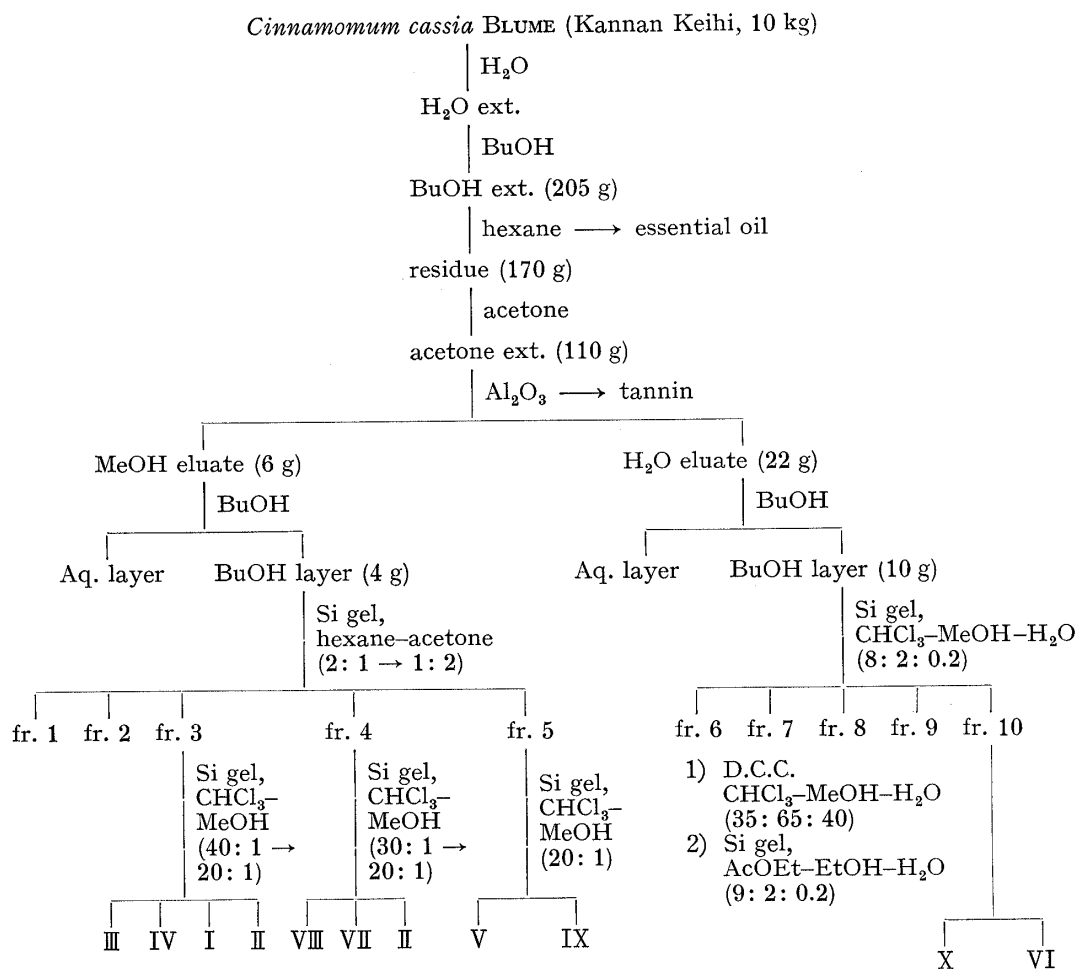 Cinnamomum cassia BLUME (Kannan Keihi, 10 kg)
H₂O
H₂O ext.
BuOH
BuOH ext. (205 g)
hexane ⟶ essential oil
residue (170 g)
acetone
acetone ext. (110 g)
Al₂O₃ ⟶ tannin
MeOH eluate (6 g)
BuOH
Aq. layer
BuOH layer (4 g)
Si gel,
hexane–acetone
(2: 1 → 1: 2)
fr. 1
fr. 2
fr. 3
fr. 4
fr. 5
Si gel,
CHCl₃–
MeOH
(40: 1 →
20: 1)
Si gel,
CHCl₃–
MeOH
(30: 1 →
20: 1)
Si gel,
CHCl₃–
MeOH
(20: 1)
Ⅲ
Ⅳ
Ⅰ
Ⅱ
Ⅷ
Ⅶ
Ⅱ
Ⅴ
Ⅸ
H₂O eluate (22 g)
BuOH
Aq. layer
BuOH layer (10 g)
Si gel,
CHCl₃–MeOH–H₂O
(8: 2: 0.2)
fr. 6
fr. 7
fr. 8
fr. 9
fr. 10
1) D.C.C.
CHCl₃–MeOH–H₂O
(35: 65: 40)
2) Si gel,
AcOEt–EtOH–H₂O
(9: 2: 0.2)
Ⅹ
Ⅵ